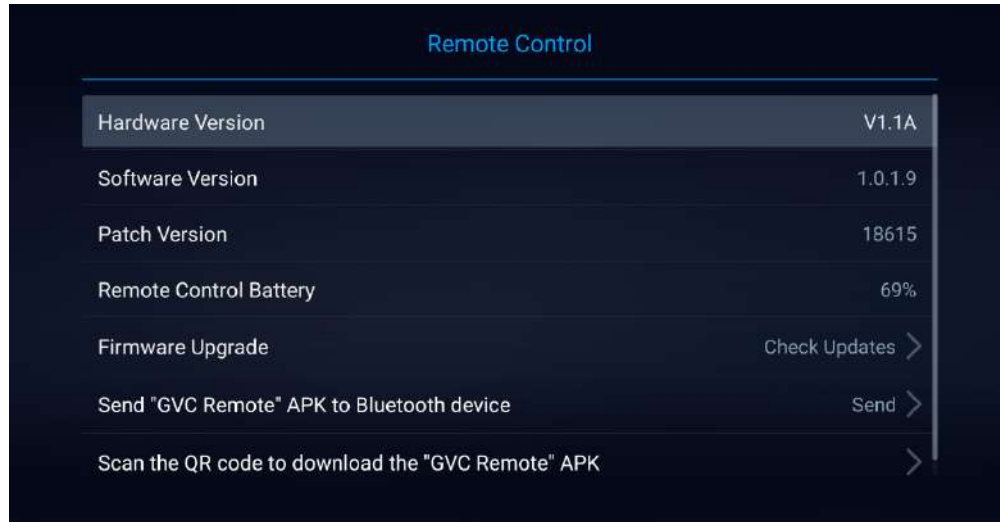 Remote Control
Hardware Version V1.1A
Software Version 1.0.1.9
Patch Version 18615
Remote Control Battery 69%
Firmware Upgrade Check Updates
Send "GVC Remote" APK to Bluetooth device Send
Scan the QR code to download the "GVC Remote" APK